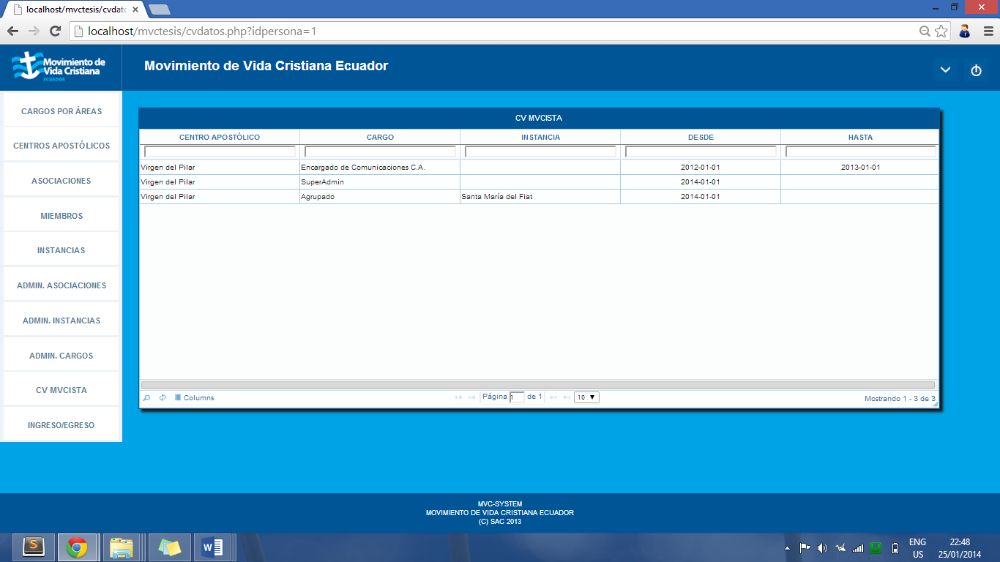 localhost/mvctesis/cvdato
localhost/mvctesis/cvdatos.php?idpersona=1
Movimiento de
Vida Cristiana
ECUADOR
Movimiento de Vida Cristiana Ecuador
CARGOS POR ÁREAS
CENTROS APOSTÓLICOS
ASOCIACIONES
MIEMBROS
INSTANCIAS
ADMIN. ASOCIACIONES
ADMIN. INSTANCIAS
ADMIN. CARGOS
CV MVCISTA
INGRESO/EGRESO
CV MVCISTA
CENTRO APOSTÓLICO CARGO INSTANCIA DESDE HASTA
Virgen del Pilar Encargado de Comunicaciones C.A. 2012-01-01 2013-01-01
Virgen del Pilar SuperAdmin 2014-01-01
Virgen del Pilar Agrupado Santa María del Fiat 2014-01-01
Columns Página 1 de 1 10 Mostrando 1 - 3 de 3
MVC-SYSTEM
MOVIMIENTO DE VIDA CRISTIANA ECUADOR
(C) SAC 2013
ENG 22:48
US 25/01/2014